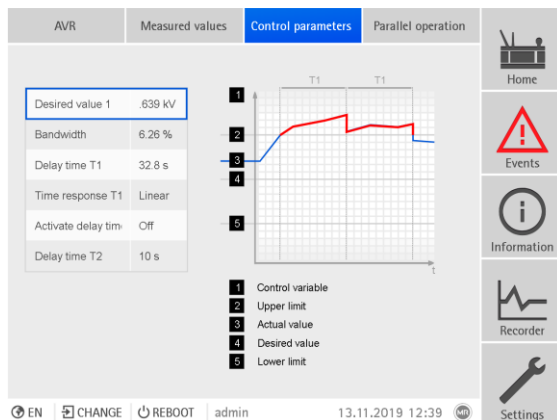 AVR
Measured values
Control parameters
Parallel operation
Home
Events
Information
Recorder
Settings
Desired value 1 .639 kV
Bandwidth 6.26 %
Delay time T1 32.8 s
Time response T1 Linear
Activate delay tim Off
Delay time T2 10 s
T1 T1
1
2
3
4
5
t
1 Control variable
2 Upper limit
3 Actual value
4 Desired value
5 Lower limit
EN CHANGE REBOOT admin 13.11.2019 12:39 MR